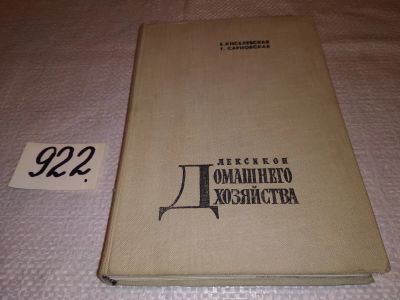 Е. КИСЕЛЕВСКАЯ
Г. САРНОВСКАЯ
922.
ЛЕКСИКОН
ДОМАШНЕГО
ХОЗЯЙСТВА